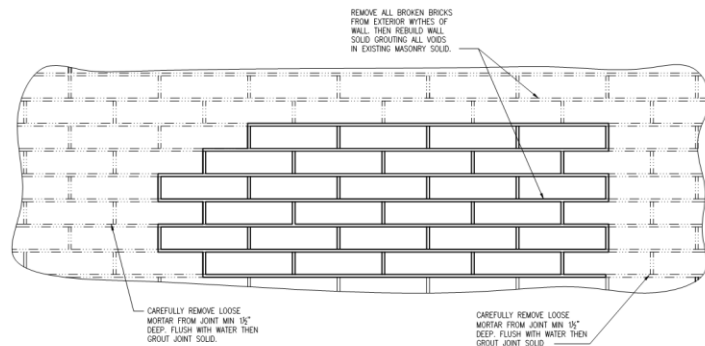 REMOVE ALL BROKEN BRICKS
FROM EXTERIOR WYTHES OF
WALL. THEN REBUILD WALL
SOLID GROUTING ALL VOIDS
IN EXISTING MASONRY SOLID.
CAREFULLY REMOVE LOOSE
MORTAR FROM JOINT MIN 1½"
DEEP. FLUSH WITH WATER THEN
GROUT JOINT SOLID.
CAREFULLY REMOVE LOOSE
MORTAR FROM JOINT MIN 1½"
DEEP. FLUSH WITH WATER THEN
GROUT JOINT SOLID